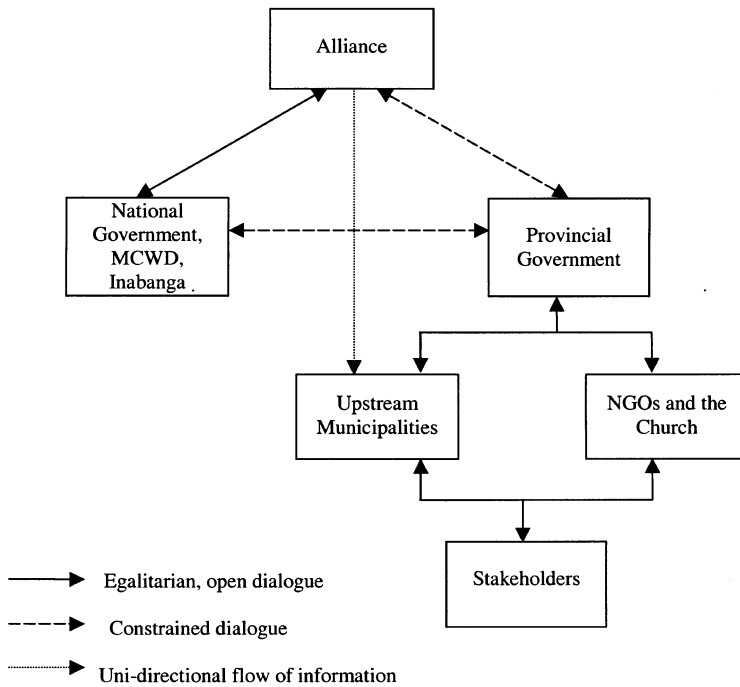 Alliance
National
Government,
MCWD,
Inabanga
Provincial
Government
Upstream
Municipalities
NGOs and the
Church
Stakeholders
Egalitarian, open dialogue
Constrained dialogue
Uni-directional flow of information